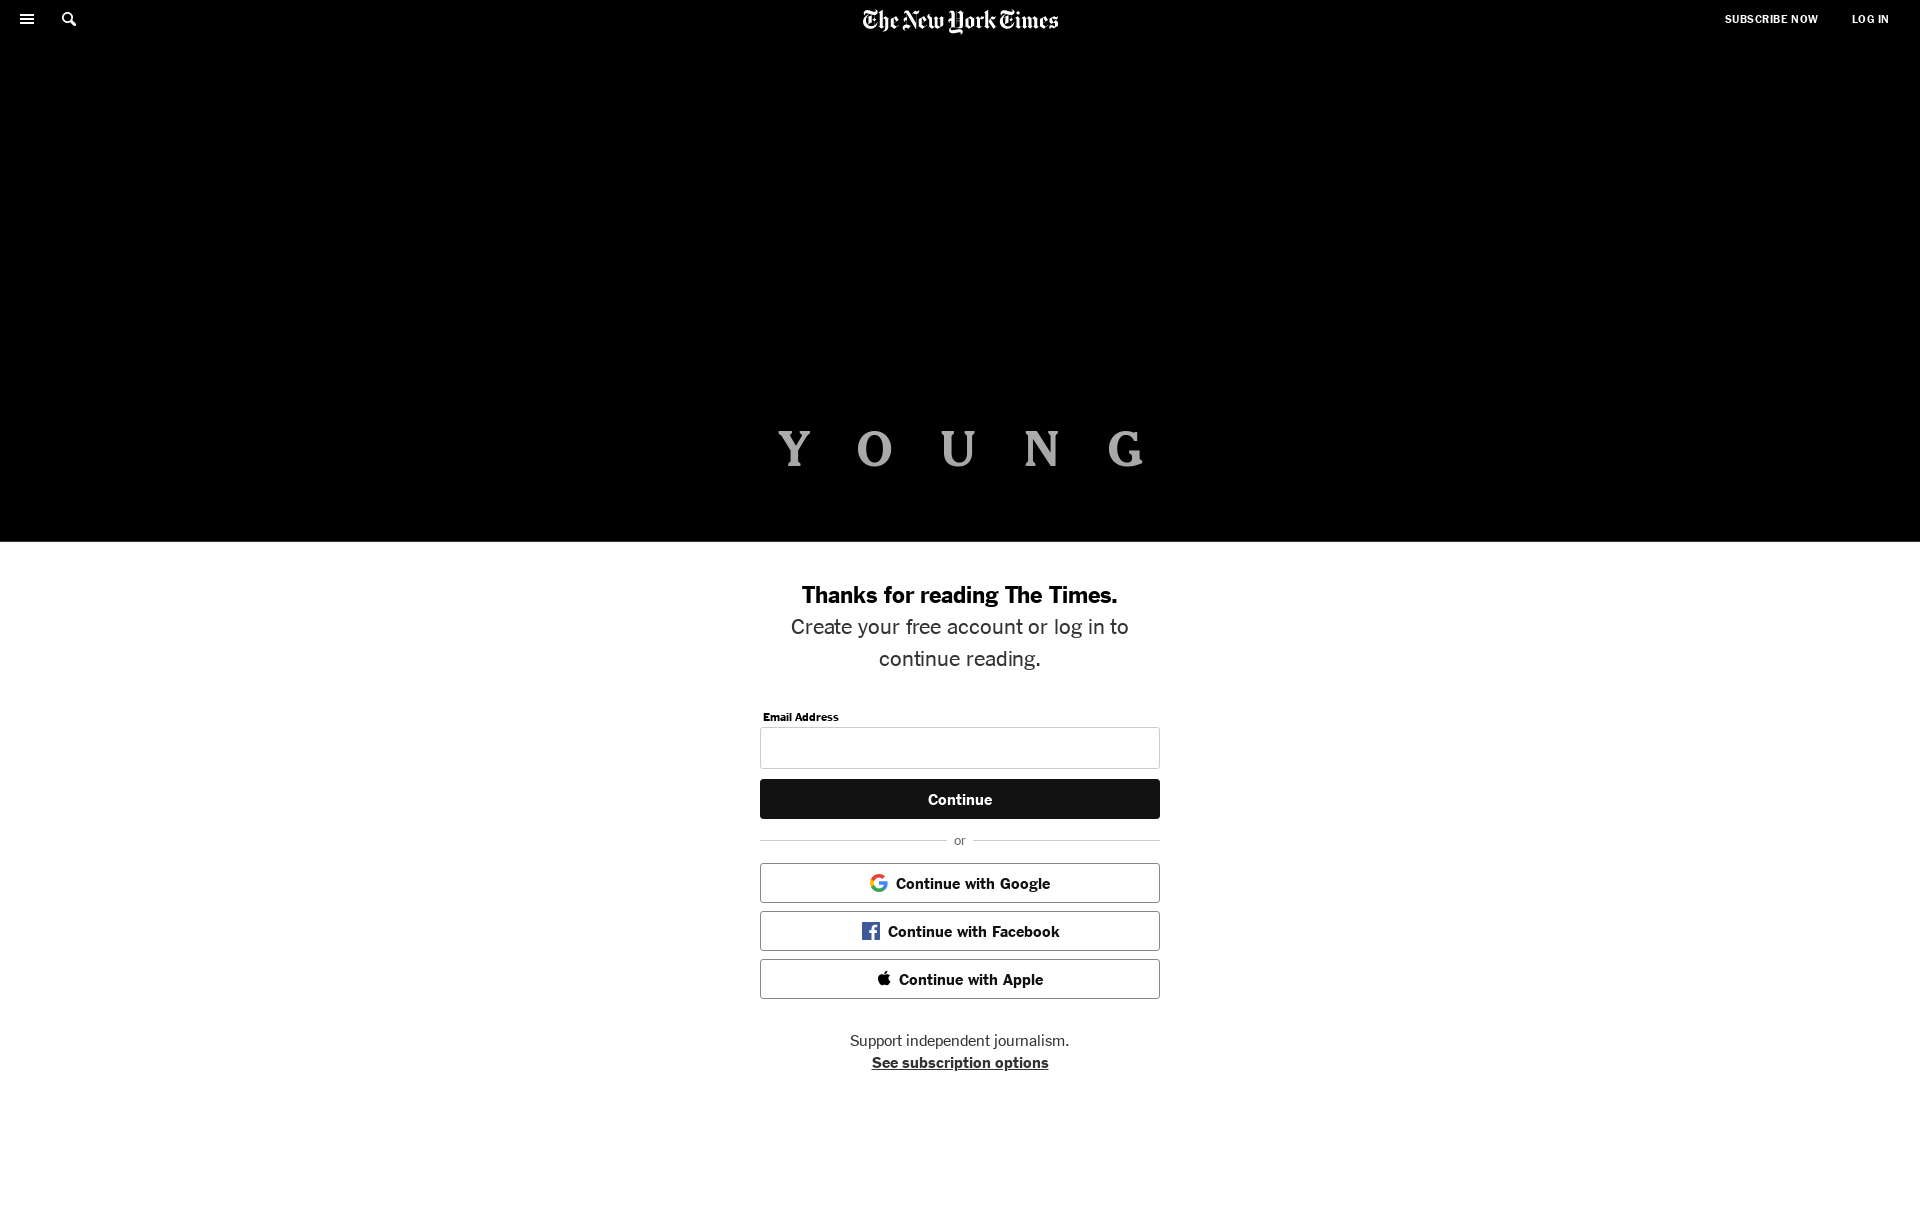 The New York Times
SUBSCRIBE NOW
LOG IN
YOUNG
Thanks for reading The Times.
Create your free account or log in to
continue reading.
Email Address
Continue
or
Continue with Google
Continue with Facebook
Continue with Apple
Support independent journalism.
See subscription options